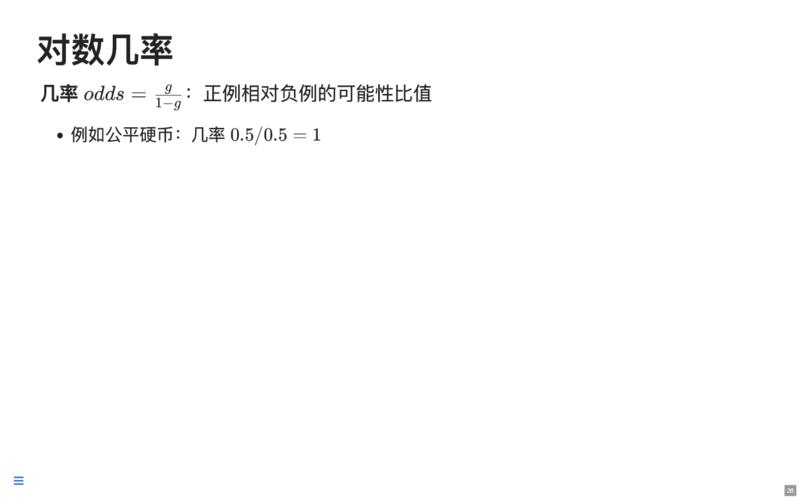 对数几率
几率 odds = g/(1−g)：正例相对负例的可能性比值
• 例如公平硬币：几率 0.5/0.5 = 1
28